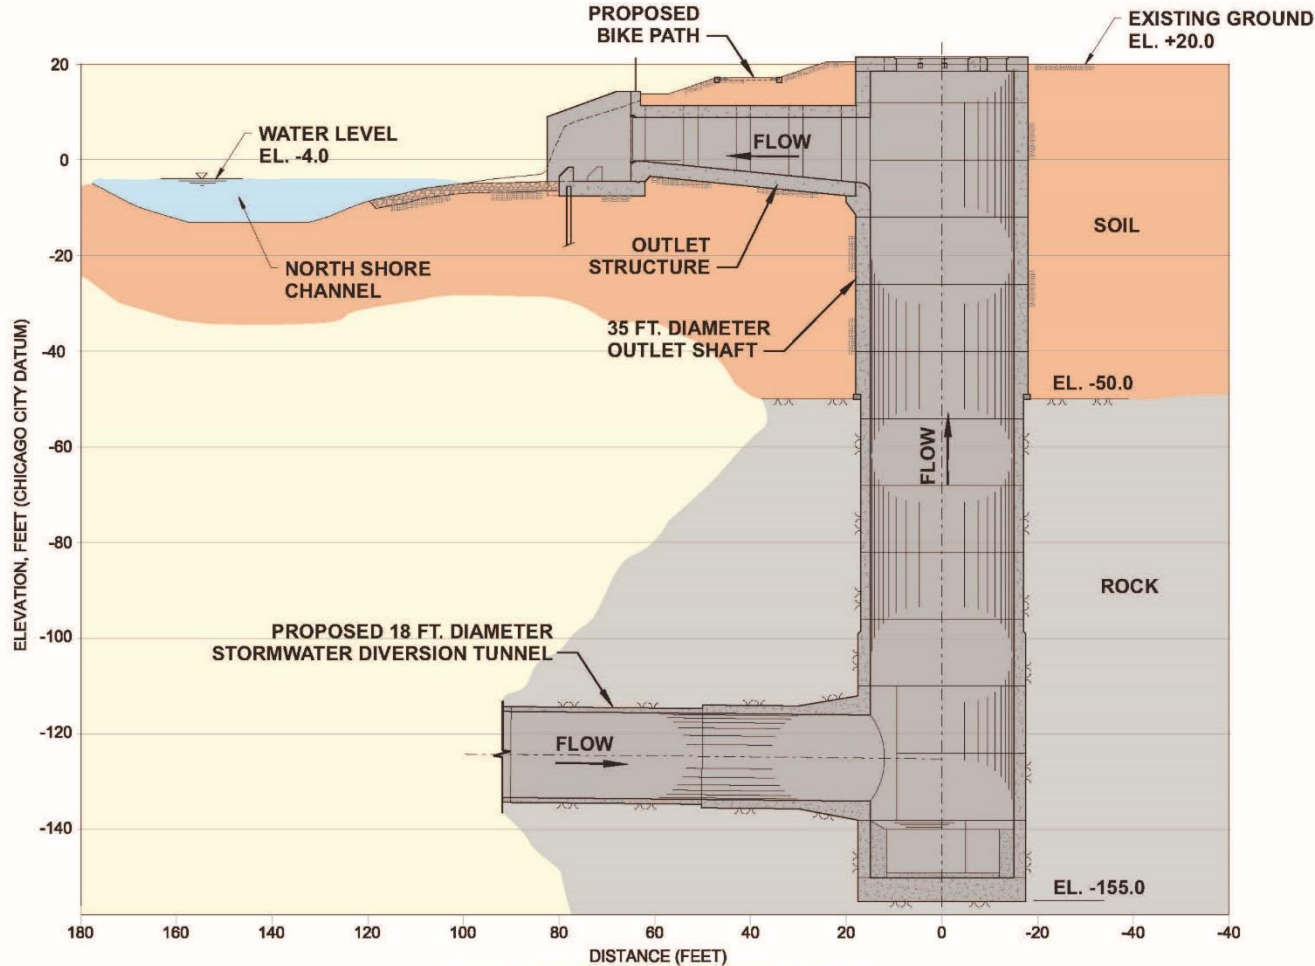 PROPOSED
BIKE PATH
EXISTING GROUND
EL. +20.0
WATER LEVEL
EL. -4.0
FLOW
SOIL
OUTLET
STRUCTURE
NORTH SHORE
CHANNEL
35 FT. DIAMETER
OUTLET SHAFT
EL. -50.0
FLOW
ROCK
PROPOSED 18 FT. DIAMETER
STORMWATER DIVERSION TUNNEL
FLOW
EL. -155.0
ELEVATION, FEET (CHICAGO CITY DATUM)
20
0
-20
-40
-60
-80
-100
-120
-140
180
160
140
120
100
80
60
40
20
0
-20
-40
-40
DISTANCE (FEET)